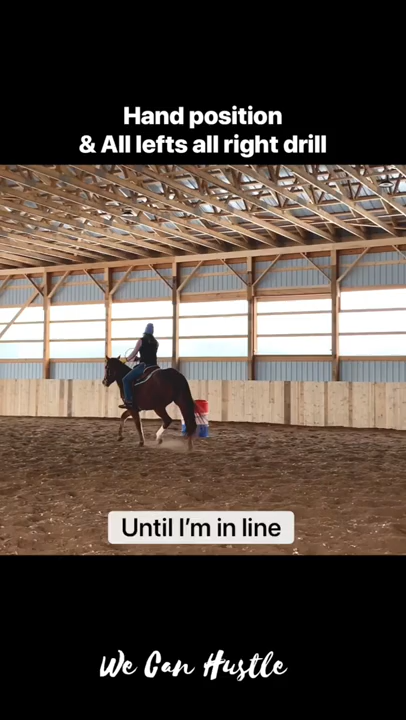 Hand position
& All lefts all right drill
Until I'm in line
We Can Hustle